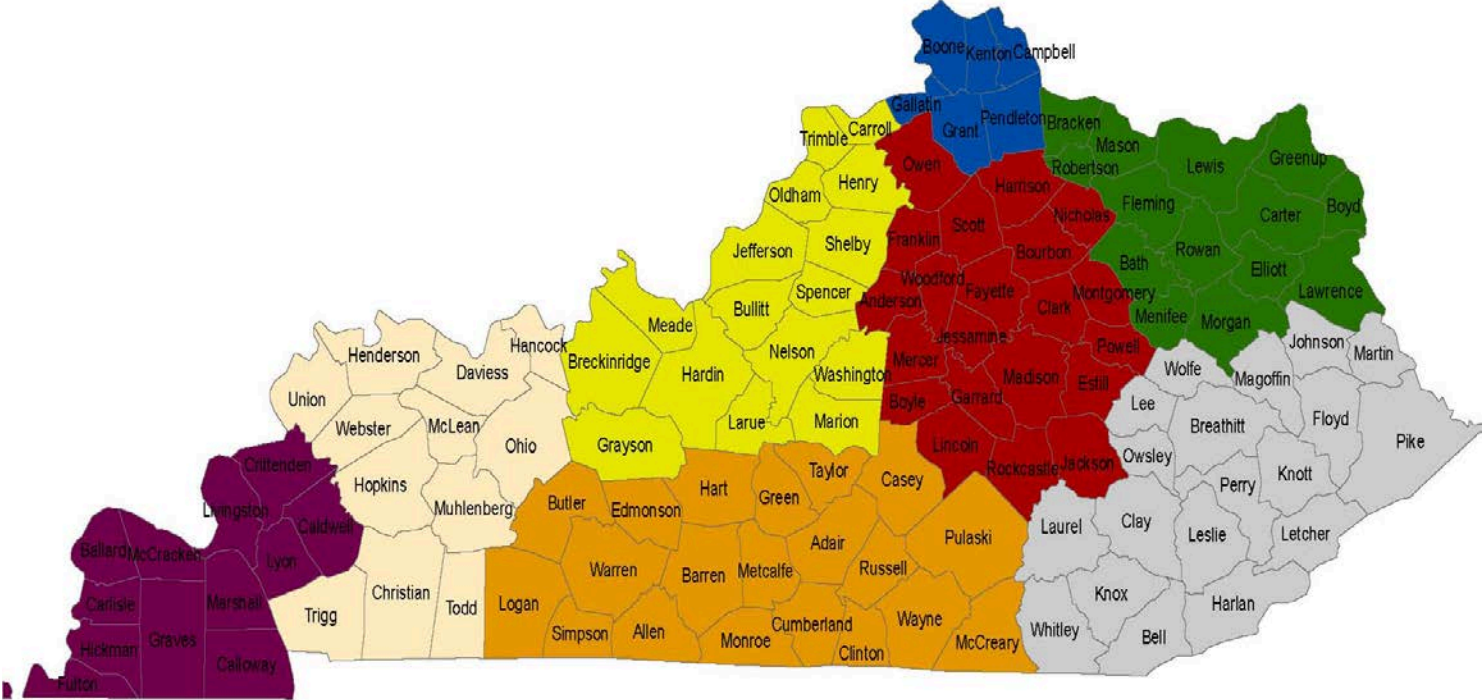 Boone
Kenton
Campbell
Gallatin
Grant
Pendleton
Bracken
Mason
Robertson
Lewis
Greenup
Fleming
Carter
Boyd
Rowan
Bath
Elliott
Lawrence
Menifee
Morgan
Trimble
Carroll
Henry
Oldham
Shelby
Jefferson
Spencer
Bullitt
Meade
Breckinridge
Hardin
Nelson
Washington
Larue
Marion
Grayson
Owen
Harrison
Nicholas
Scott
Franklin
Bourbon
Woodford
Fayette
Anderson
Clark
Montgomery
Jessamine
Powell
Mercer
Madison
Estill
Boyle
Garrard
Lincoln
Rockcastle
Jackson
Johnson
Martin
Wolfe
Magoffin
Lee
Breathitt
Floyd
Pike
Owsley
Perry
Knott
Laurel
Clay
Leslie
Letcher
Knox
Harlan
Whitley
Bell
Hancock
Henderson
Daviess
Union
Webster
McLean
Ohio
Hopkins
Muhlenberg
Christian
Todd
Trigg
Butler
Edmonson
Hart
Green
Taylor
Casey
Adair
Pulaski
Warren
Barren
Metcalfe
Russell
Logan
Simpson
Allen
Monroe
Cumberland
Clinton
Wayne
McCreary
Crittenden
Livingston
Caldwell
Lyon
Ballard
McCracken
Carlisle
Marshall
Graves
Hickman
Calloway
Fulton